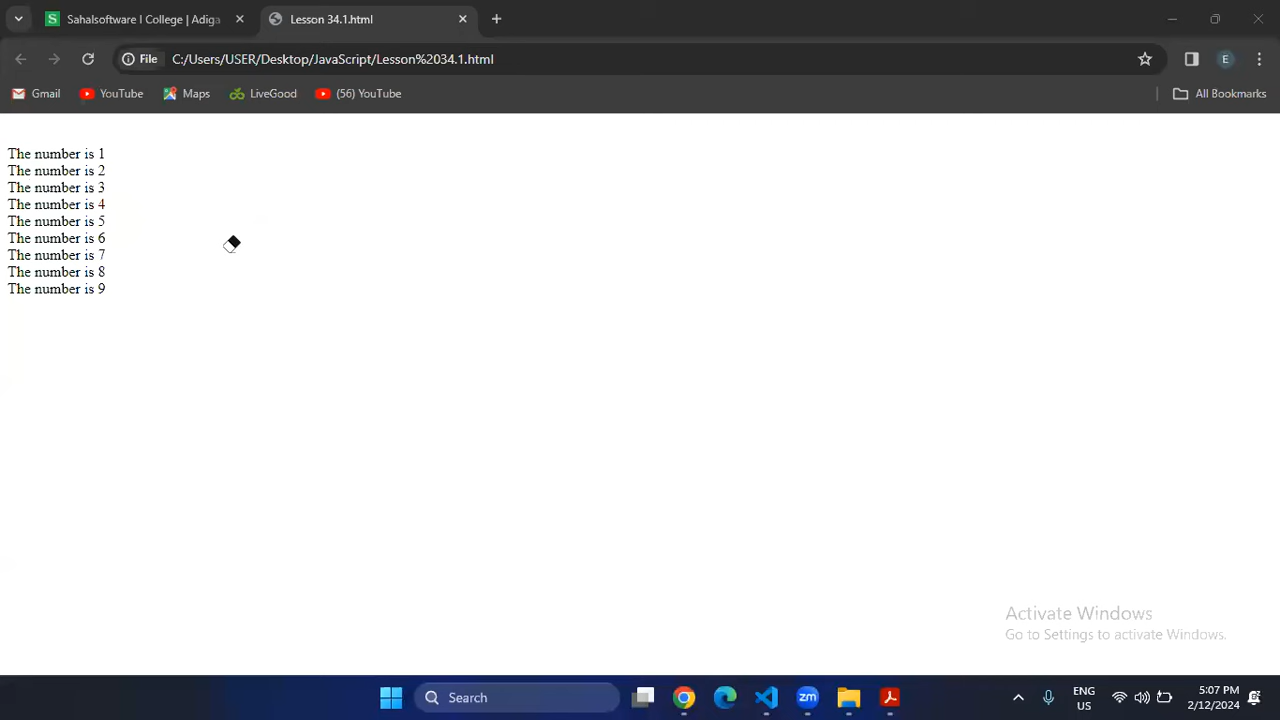 Sahalsoftware I College | Adiga
Lesson 34.1.html
File
C:/Users/USER/Desktop/JavaScript/Lesson%2034.1.html
E
Gmail
YouTube
Maps
LiveGood
(56) YouTube
All Bookmarks
The number is 1
The number is 2
The number is 3
The number is 4
The number is 5
The number is 6
The number is 7
The number is 8
The number is 9
Activate Windows
Go to Settings to activate Windows.
Search
zm
ENG
US
5:07 PM
2/12/2024